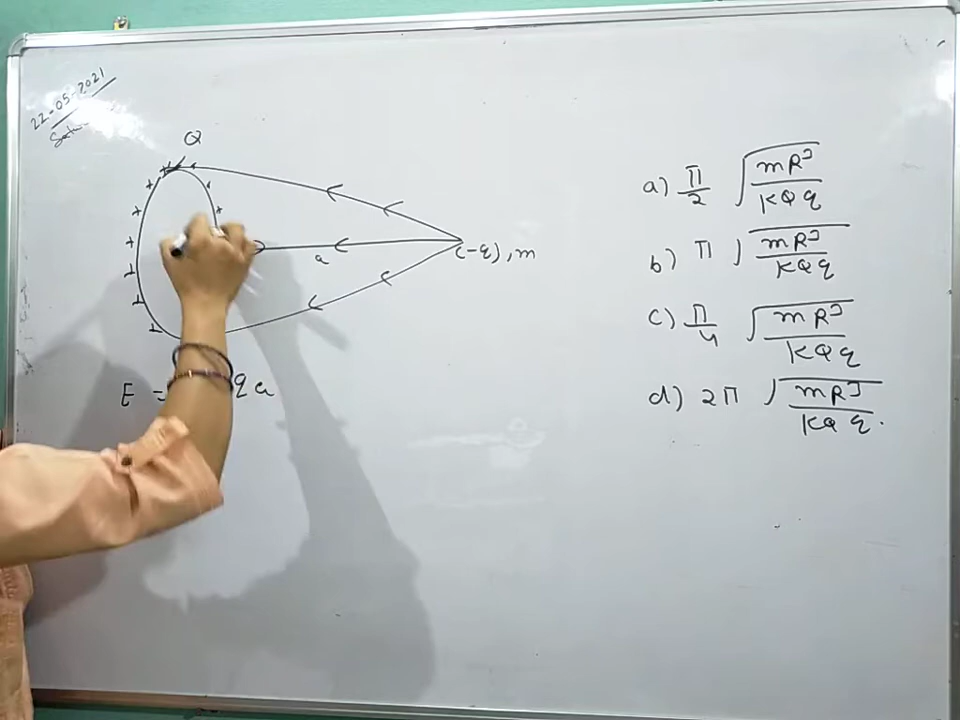 22-05-2021
Q
a
(-q), m
E =
q a
a) π/2 √(mR³/KQq)
b) π √(mR³/KQq)
c) π/4 √(mR³/KQq)
d) 2π √(mR³/KQq).